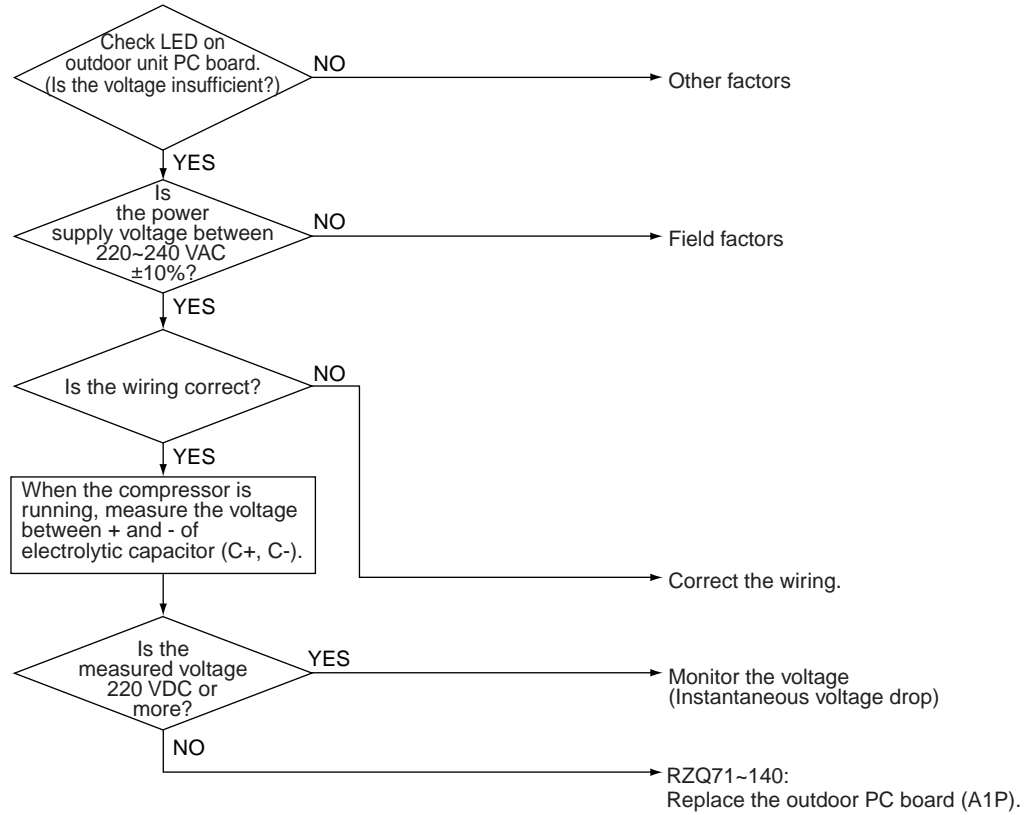 Check LED on
outdoor unit PC board.
(Is the voltage insufficient?)
NO
Other factors
YES
Is
the power
supply voltage between
220~240 VAC
±10%?
NO
Field factors
YES
Is the wiring correct?
NO
YES
When the compressor is
running, measure the voltage
between + and - of
electrolytic capacitor (C+, C-).
Correct the wiring.
Is the
measured voltage
220 VDC or
more?
YES
Monitor the voltage
(Instantaneous voltage drop)
NO
RZQ71~140:
Replace the outdoor PC board (A1P).